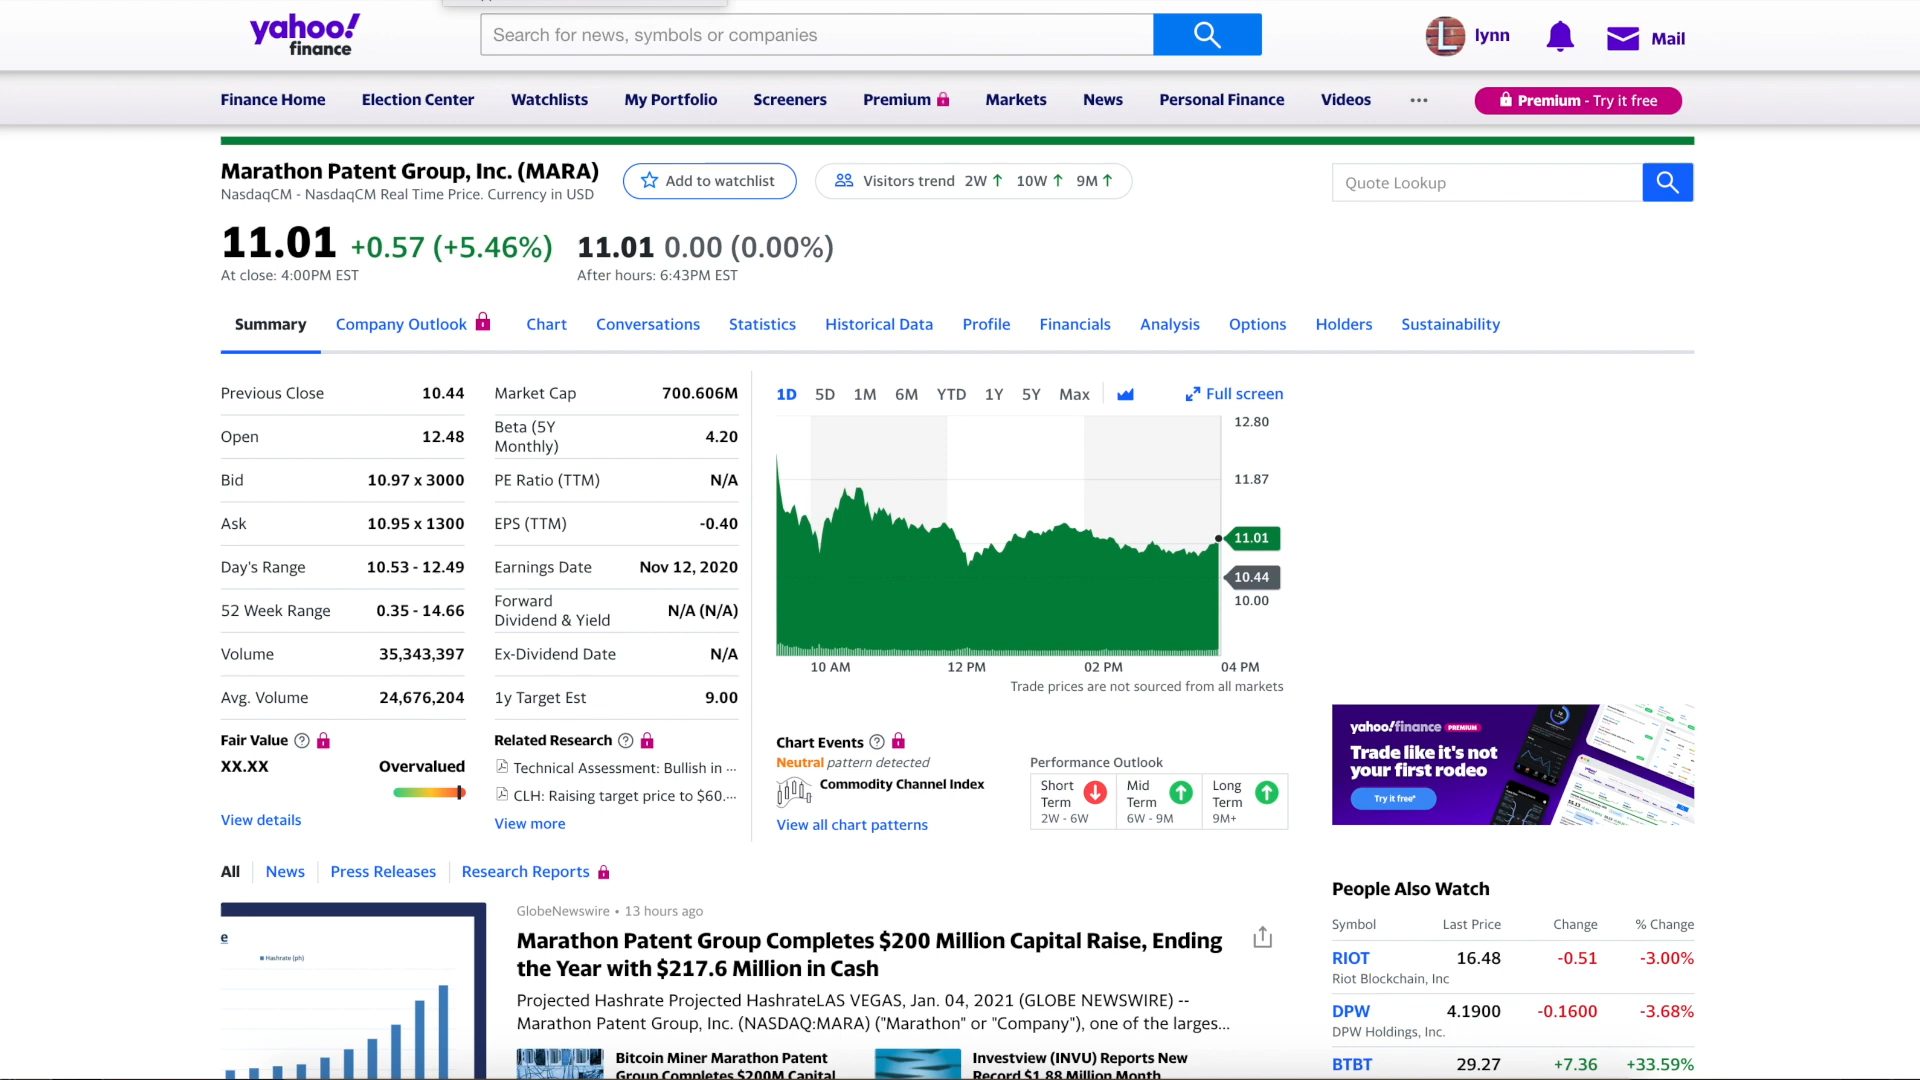 yahoo!
finance
Search for news, symbols or companies
L
lynn
Mail
Finance Home
Election Center
Watchlists
My Portfolio
Screeners
Premium
Markets
News
Personal Finance
Videos
Premium - Try it free
Marathon Patent Group, Inc. (MARA)
NasdaqCM - NasdaqCM Real Time Price. Currency in USD
Add to watchlist
Visitors trend 2W 10W 9M
Quote Lookup
11.01 +0.57 (+5.46%)
At close: 4:00PM EST
11.01 0.00 (0.00%)
After hours: 6:43PM EST
Summary
Company Outlook
Chart
Conversations
Statistics
Historical Data
Profile
Financials
Analysis
Options
Holders
Sustainability
Previous Close 10.44
Open 12.48
Bid 10.97 x 3000
Ask 10.95 x 1300
Day's Range 10.53 - 12.49
52 Week Range 0.35 - 14.66
Volume 35,343,397
Avg. Volume 24,676,204
Market Cap 700.606M
Beta (5Y
Monthly) 4.20
PE Ratio (TTM) N/A
EPS (TTM) -0.40
Earnings Date Nov 12, 2020
Forward
Dividend & Yield N/A (N/A)
Ex-Dividend Date N/A
1y Target Est 9.00
1D 5D 1M 6M YTD 1Y 5Y Max
Full screen
12.80
11.87
11.01
10.44
10.00
10 AM 12 PM 02 PM 04 PM
Trade prices are not sourced from all markets
Fair Value
XX.XX Overvalued
View details
Related Research
Technical Assessment: Bullish in ...
CLH: Raising target price to $60....
View more
Chart Events
Neutral pattern detected
Commodity Channel Index
View all chart patterns
Performance Outlook
Short
Term
2W - 6W
Mid
Term
6W - 9M
Long
Term
9M+
yahoo!finance PREMIUM
Trade like it's not
your first rodeo
Try it free*
All
News
Press Releases
Research Reports
e
Hashrate (ph)
GlobeNewswire • 13 hours ago
Marathon Patent Group Completes $200 Million Capital Raise, Ending
the Year with $217.6 Million in Cash
Projected Hashrate Projected HashrateLAS VEGAS, Jan. 04, 2021 (GLOBE NEWSWIRE) --
Marathon Patent Group, Inc. (NASDAQ:MARA) ("Marathon" or "Company"), one of the larges...
Bitcoin Miner Marathon Patent
Group Completes $200M Capital
Investview (INVU) Reports New
Record $1.88 Million Month
People Also Watch
Symbol Last Price Change % Change
RIOT 16.48 -0.51 -3.00%
Riot Blockchain, Inc
DPW 4.1900 -0.1600 -3.68%
DPW Holdings, Inc.
BTBT 29.27 +7.36 +33.59%